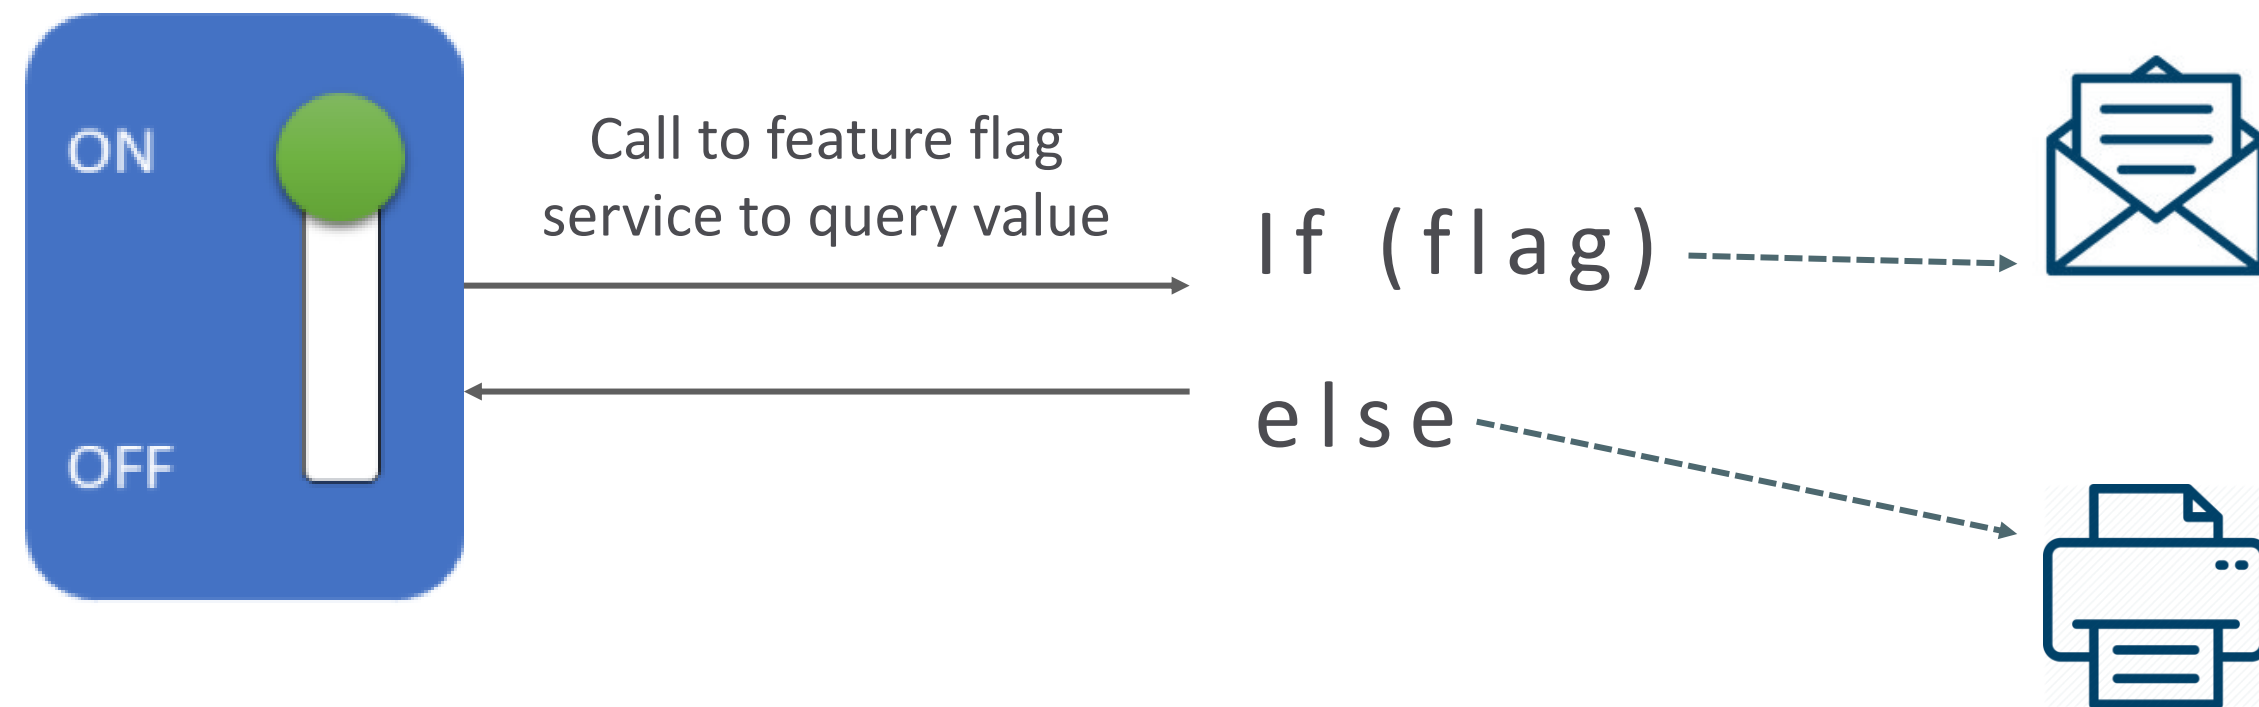 ON
OFF
Call to feature flag
service to query value
If (flag)
else